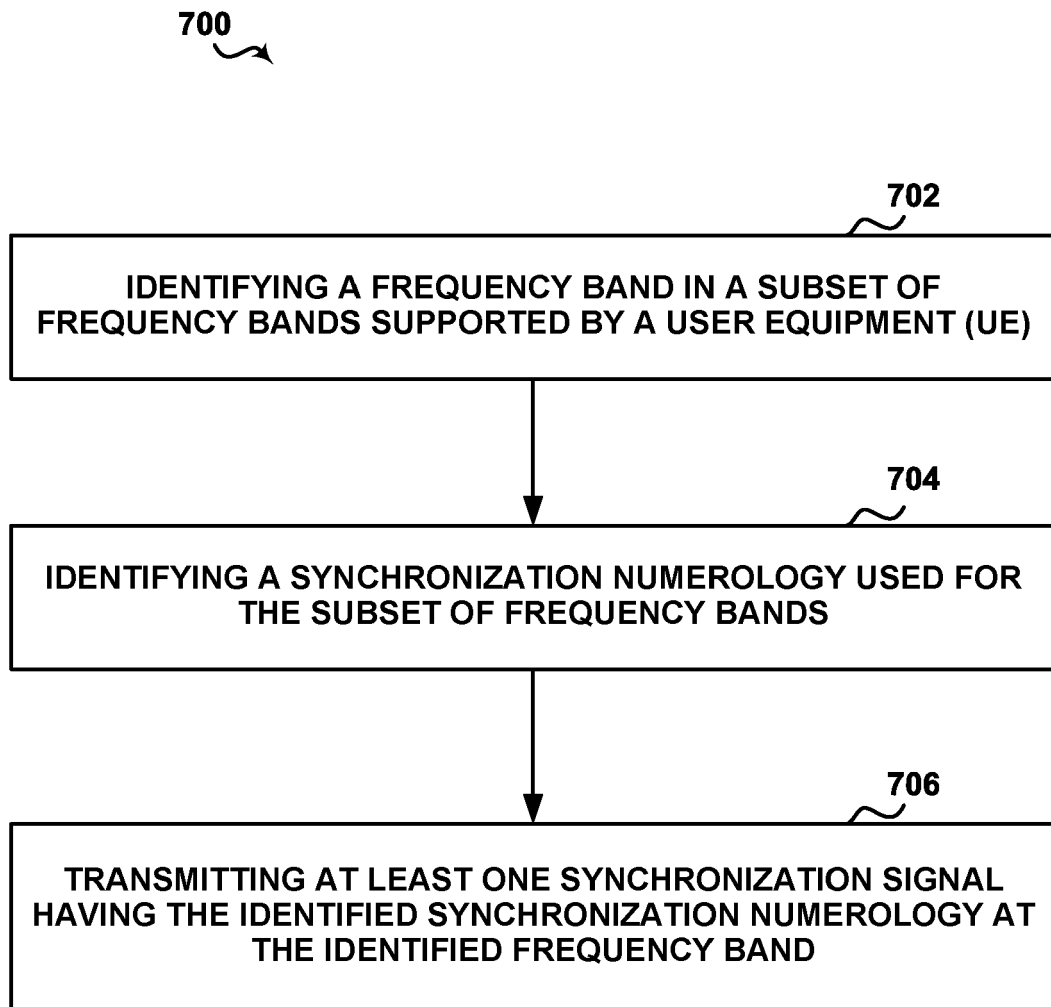 700
702
IDENTIFYING A FREQUENCY BAND IN A SUBSET OF
FREQUENCY BANDS SUPPORTED BY A USER EQUIPMENT (UE)
704
IDENTIFYING A SYNCHRONIZATION NUMEROLOGY USED FOR
THE SUBSET OF FREQUENCY BANDS
706
TRANSMITTING AT LEAST ONE SYNCHRONIZATION SIGNAL
HAVING THE IDENTIFIED SYNCHRONIZATION NUMEROLOGY AT
THE IDENTIFIED FREQUENCY BAND